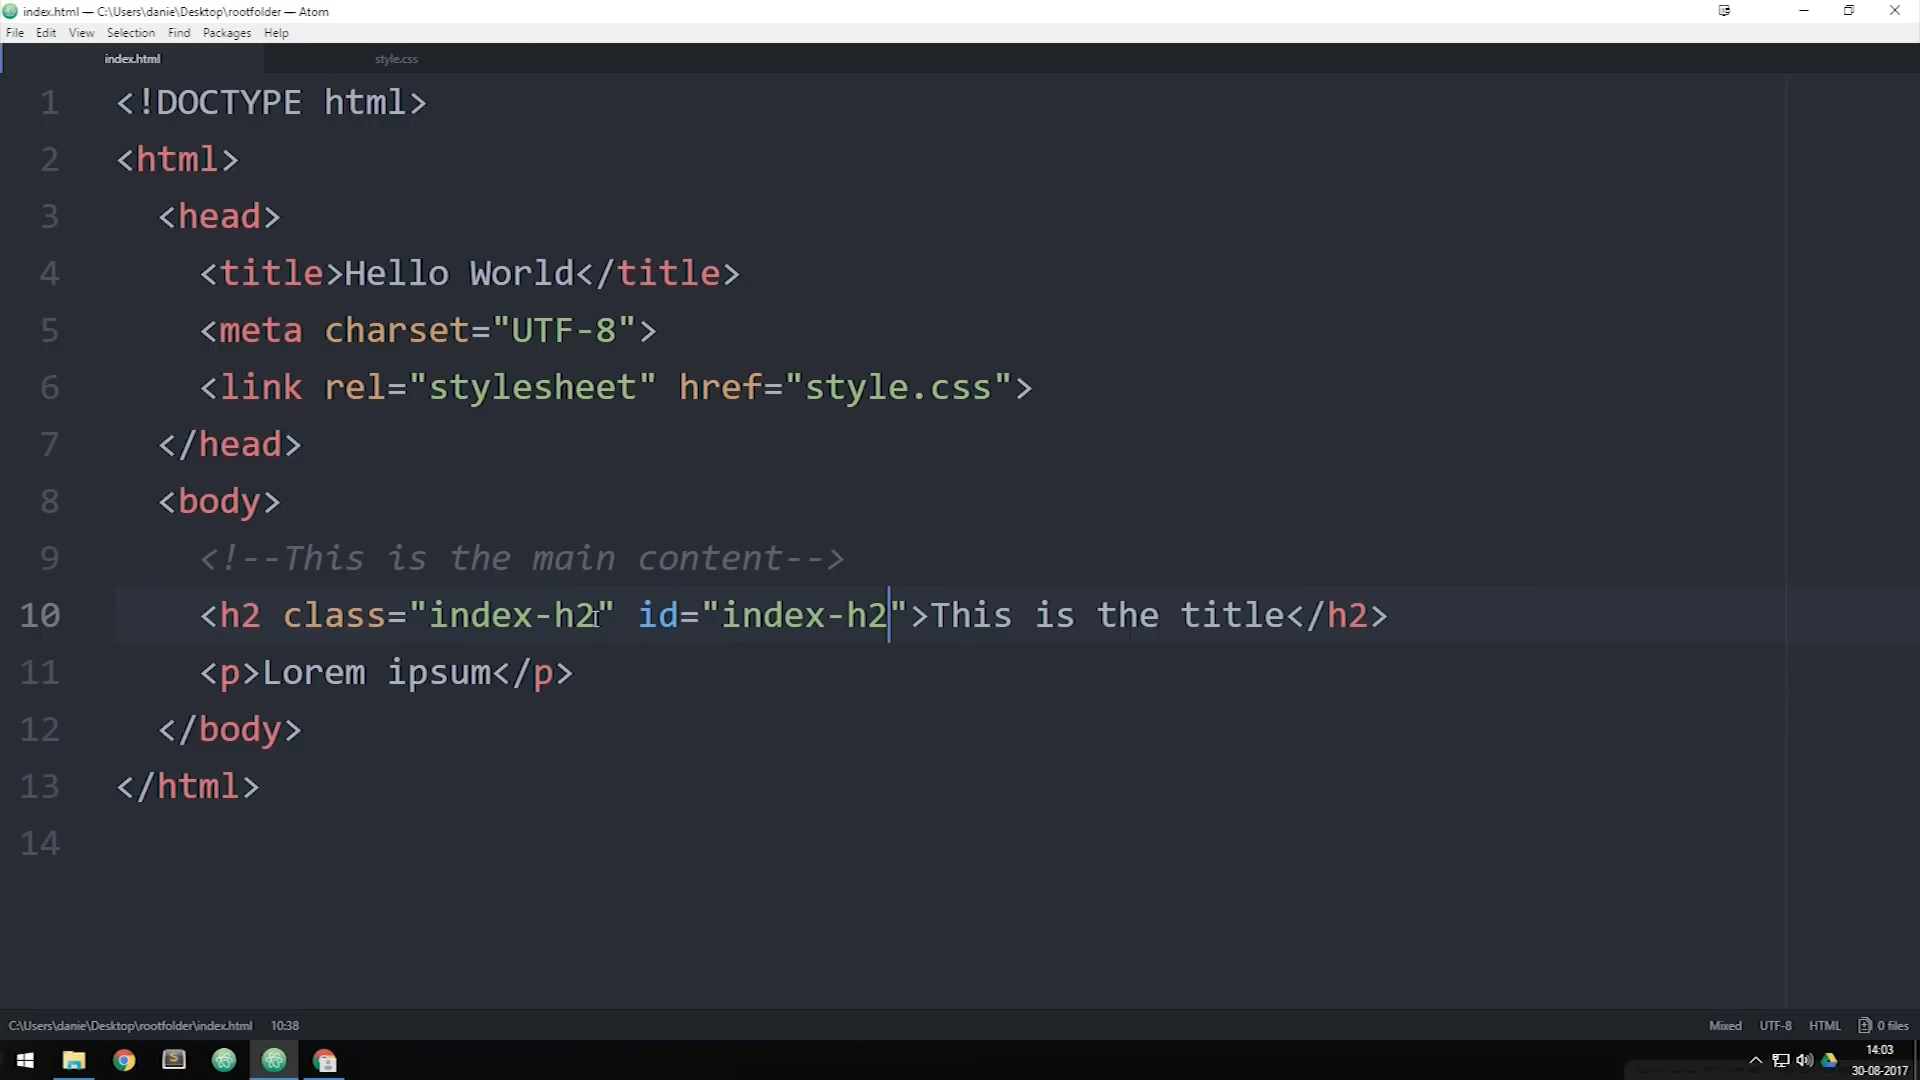 index.html — C:\Users\danie\Desktop\rootfolder — Atom
File Edit View Selection Find Packages Help
index.html style.css
1 <!DOCTYPE html>
2 <html>
3 <head>
4 <title>Hello World</title>
5 <meta charset="UTF-8">
6 <link rel="stylesheet" href="style.css">
7 </head>
8 <body>
9 <!--This is the main content-->
10 <h2 class="index-h2" id="index-h2">This is the title</h2>
11 <p>Lorem ipsum</p>
12 </body>
13 </html>
14
C:\Users\danie\Desktop\rootfolder\index.html 10:38 Mixed UTF-8 HTML 0 files
14:03
30-08-2017